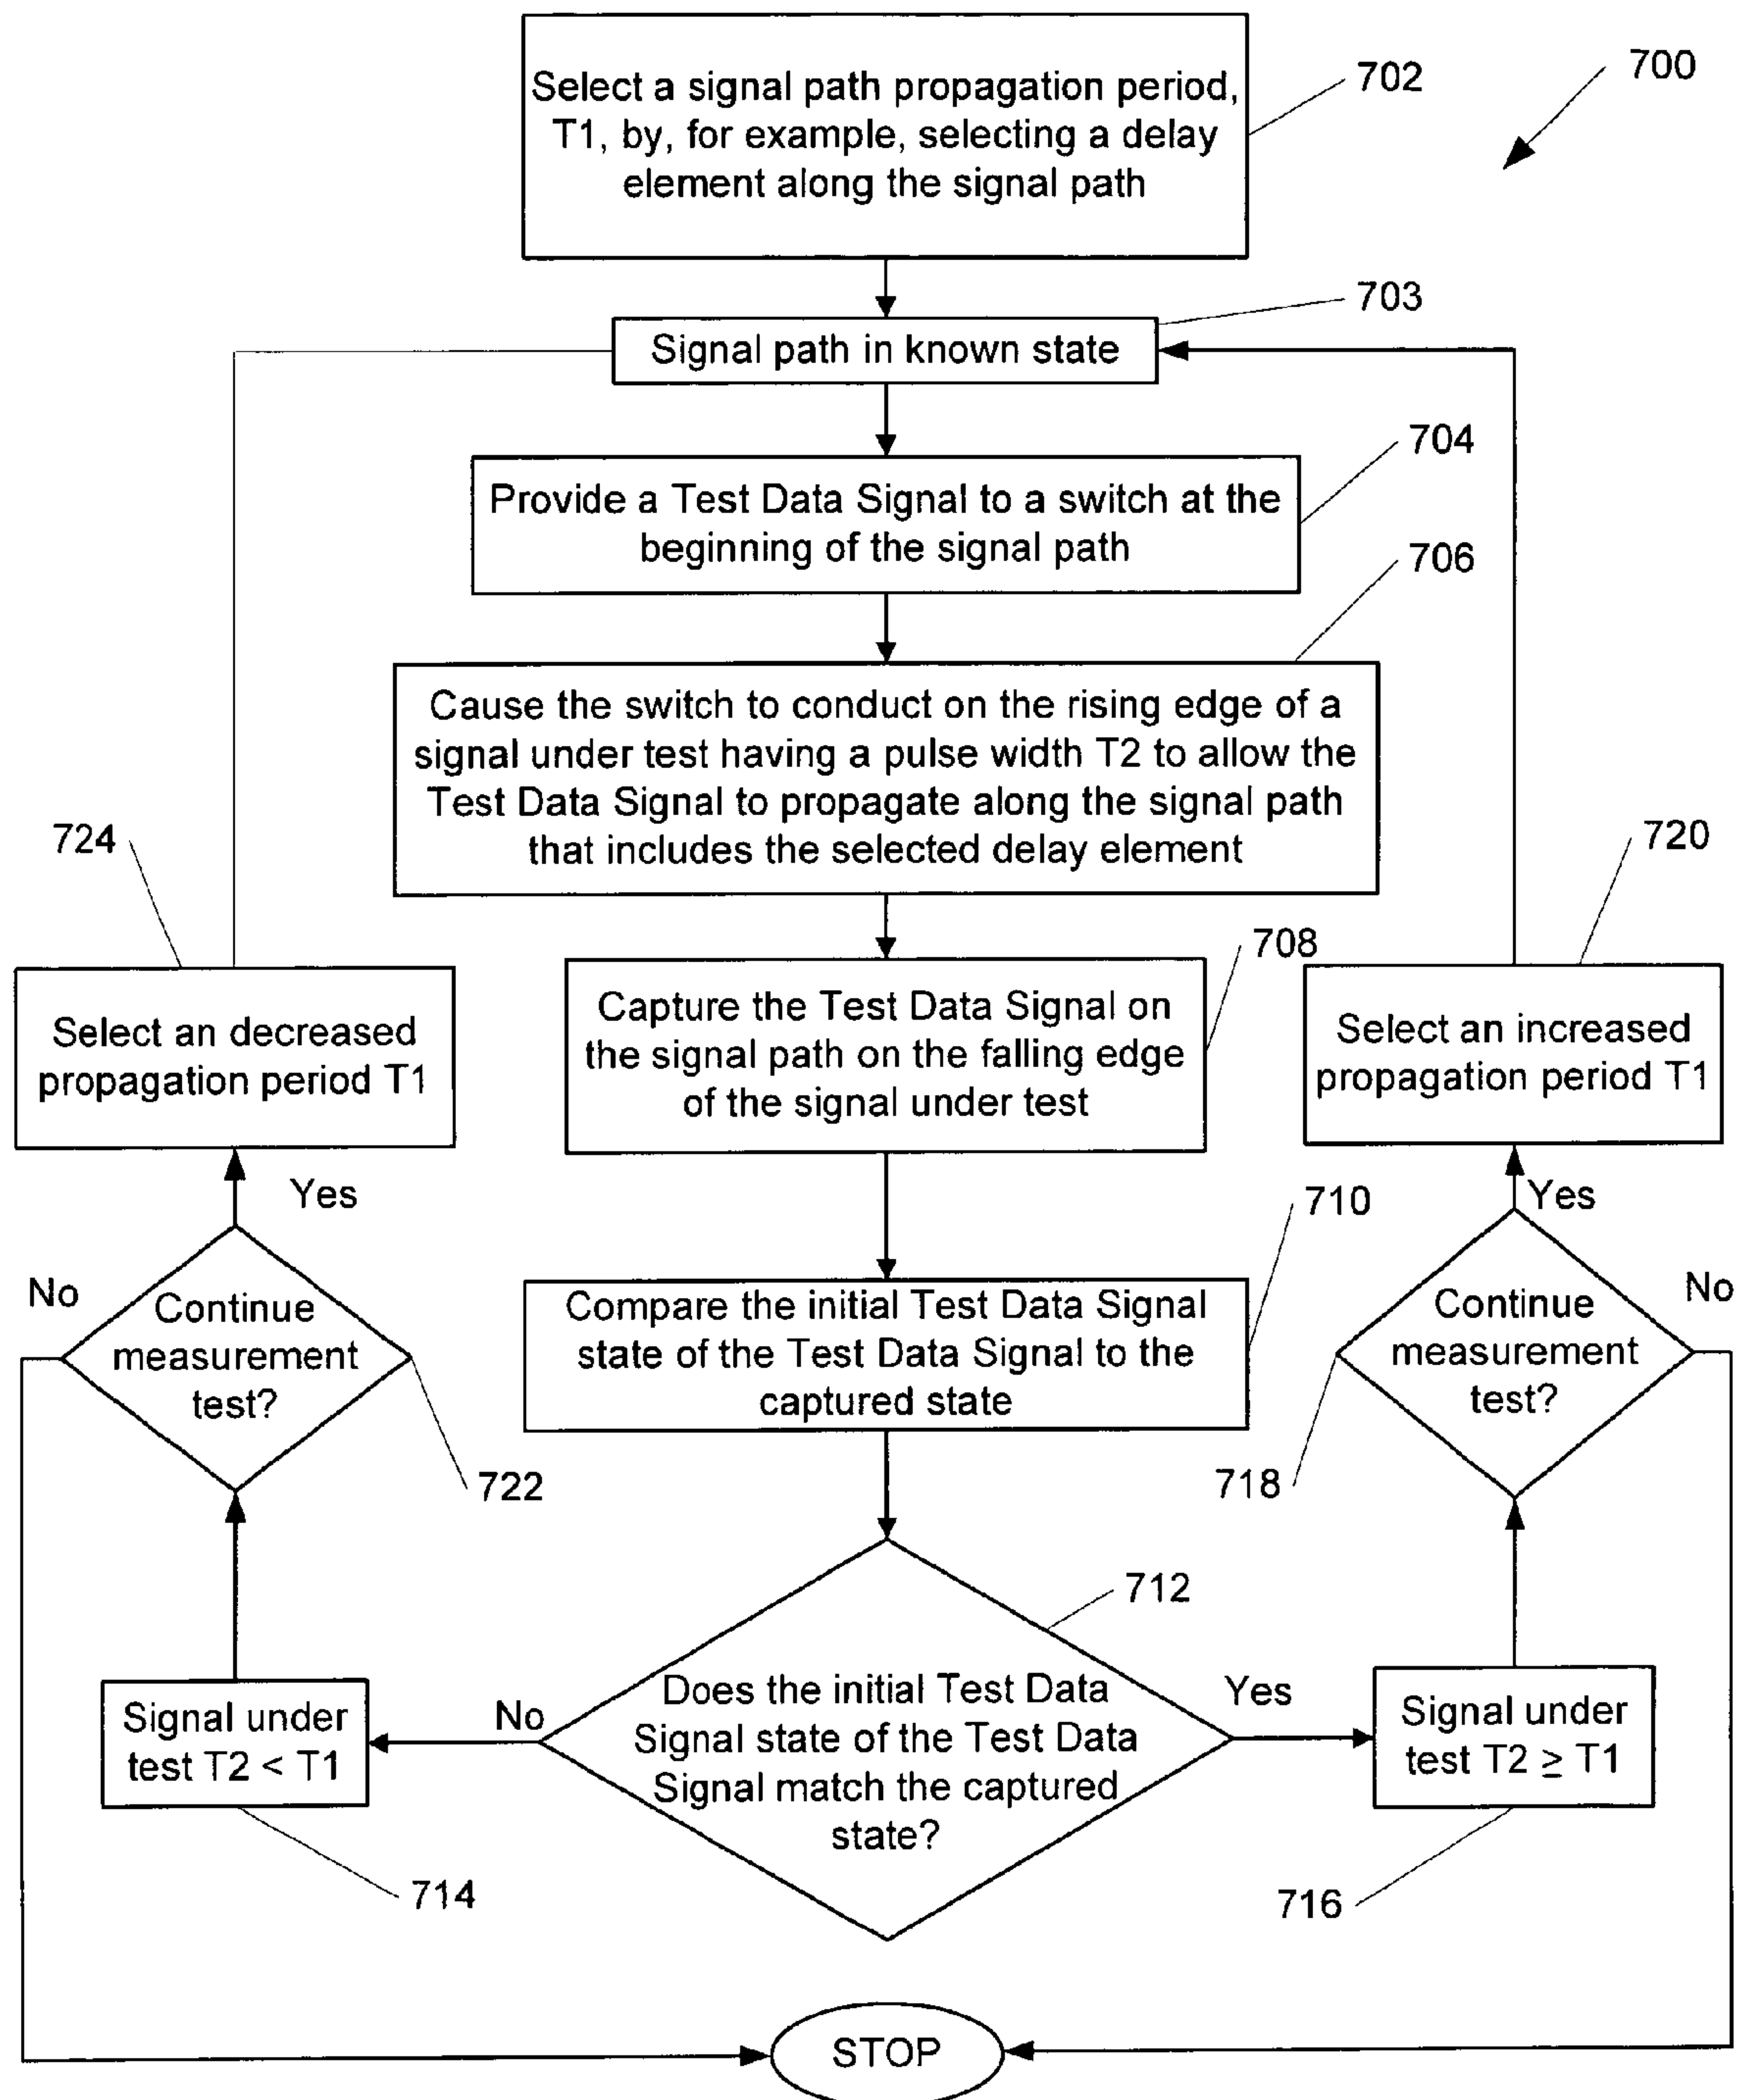 700
Select a signal path propagation period,
T1, by, for example, selecting a delay
element along the signal path
702
703
Signal path in known state
704
Provide a Test Data Signal to a switch at the
beginning of the signal path
706
Cause the switch to conduct on the rising edge of a
signal under test having a pulse width T2 to allow the
Test Data Signal to propagate along the signal path
that includes the selected delay element
724
720
708
Select an decreased
propagation period T1
Capture the Test Data Signal on
the signal path on the falling edge
of the signal under test
Select an increased
propagation period T1
Yes
710
Yes
No
Continue
measurement
test?
722
Compare the initial Test Data Signal
state of the Test Data Signal to the
captured state
No
Continue
measurement
test?
718
712
Signal under
test T2 < T1
714
No
Does the initial Test Data
Signal state of the Test Data
Signal match the captured
state?
Yes
Signal under
test T2 ≥ T1
716
STOP